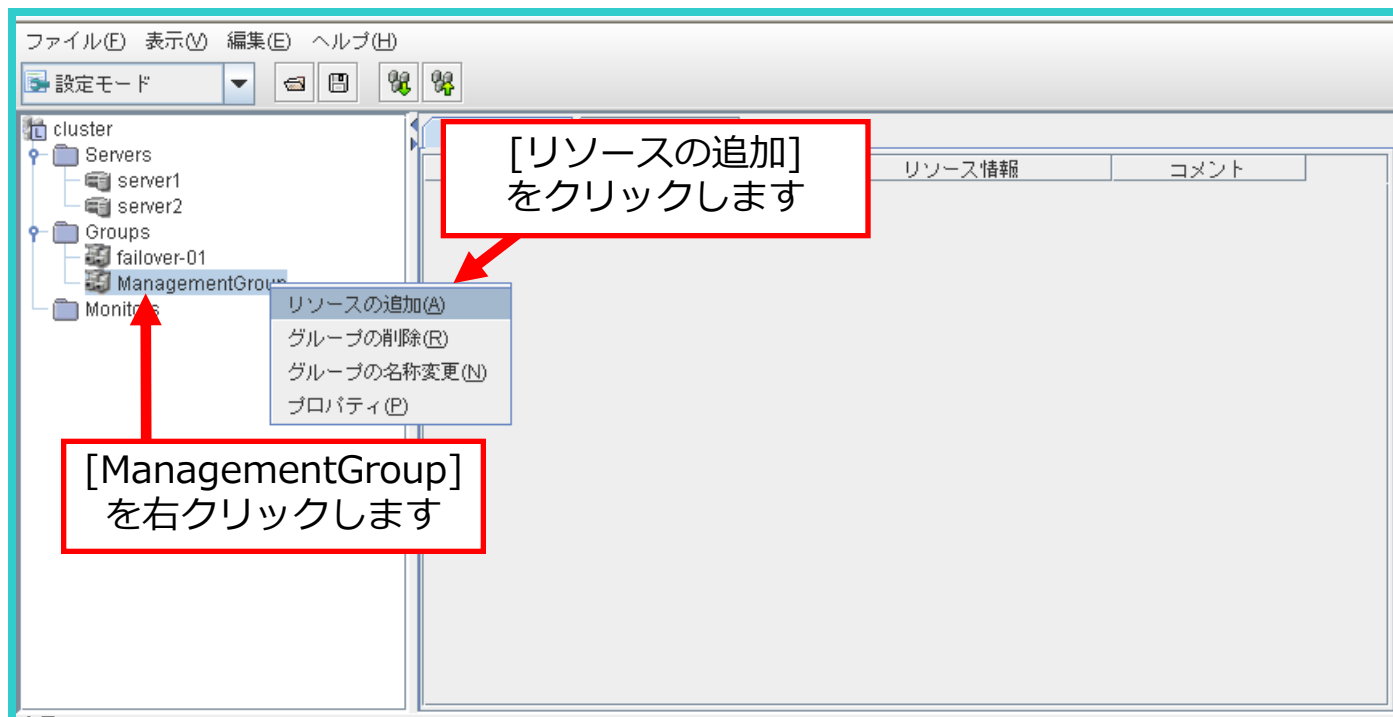 ファイル(F) 表示(V) 編集(E) ヘルプ(H)
設定モード
cluster
Servers
server1
server2
Groups
failover-01
ManagementGroup
Monitors
[リソースの追加]
をクリックします
リソース情報
コメント
リソースの追加(A)
グループの削除(R)
グループの名称変更(N)
プロパティ(P)
[ManagementGroup]
を右クリックします